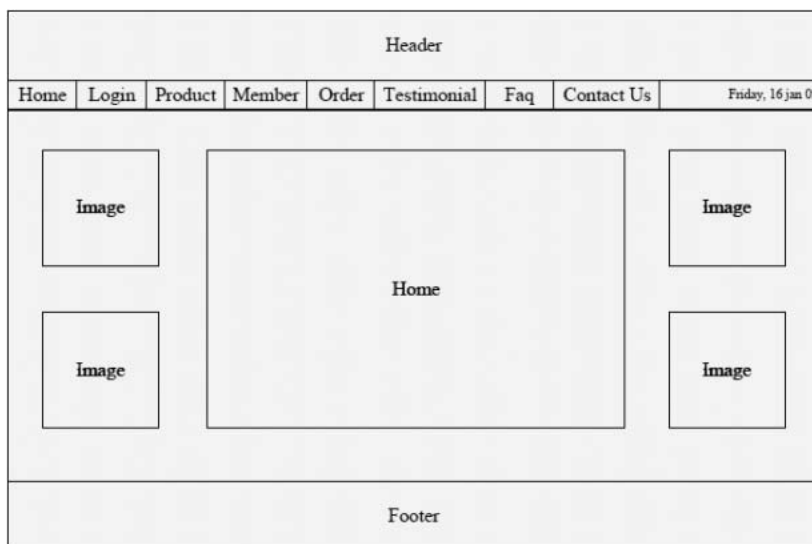 Header
Home Login Product Member Order Testimonial Faq Contact Us Friday, 16 jan 0
Image Image
Home
Image Image
Footer